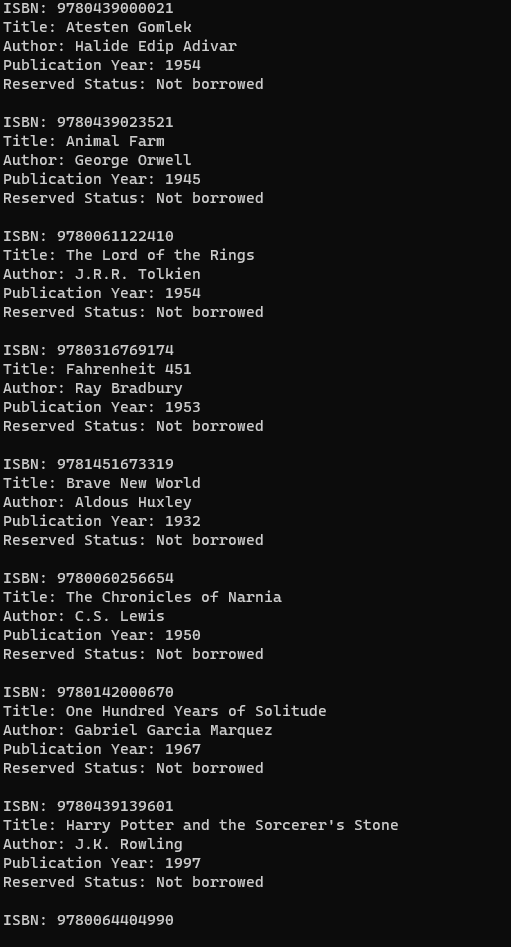 ISBN: 9780439000021
Title: Atesten Gomlek
Author: Halide Edip Adivar
Publication Year: 1954
Reserved Status: Not borrowed
ISBN: 9780439023521
Title: Animal Farm
Author: George Orwell
Publication Year: 1945
Reserved Status: Not borrowed
ISBN: 9780061122410
Title: The Lord of the Rings
Author: J.R.R. Tolkien
Publication Year: 1954
Reserved Status: Not borrowed
ISBN: 9780316769174
Title: Fahrenheit 451
Author: Ray Bradbury
Publication Year: 1953
Reserved Status: Not borrowed
ISBN: 9781451673319
Title: Brave New World
Author: Aldous Huxley
Publication Year: 1932
Reserved Status: Not borrowed
ISBN: 9780060256654
Title: The Chronicles of Narnia
Author: C.S. Lewis
Publication Year: 1950
Reserved Status: Not borrowed
ISBN: 9780142000670
Title: One Hundred Years of Solitude
Author: Gabriel Garcia Marquez
Publication Year: 1967
Reserved Status: Not borrowed
ISBN: 9780439139601
Title: Harry Potter and the Sorcerer's Stone
Author: J.K. Rowling
Publication Year: 1997
Reserved Status: Not borrowed
ISBN: 9780064404990